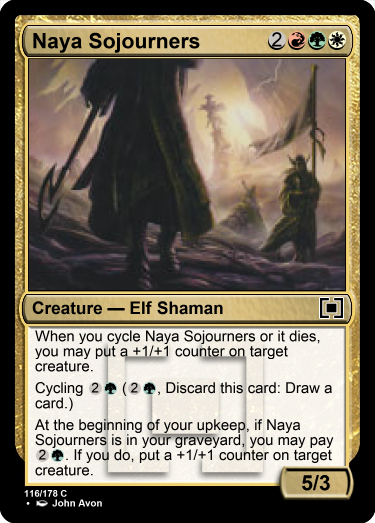 Naya Sojourners 2
Creature — Elf Shaman
When you cycle Naya Sojourners or it dies,
you may put a +1/+1 counter on target
creature.
Cycling 2 ( 2 , Discard this card: Draw a
card.)
At the beginning of your upkeep, if Naya
Sojourners is in your graveyard, you may pay
2 . If you do, put a +1/+1 counter on target
creature.
5/3
116/178 C
• John Avon